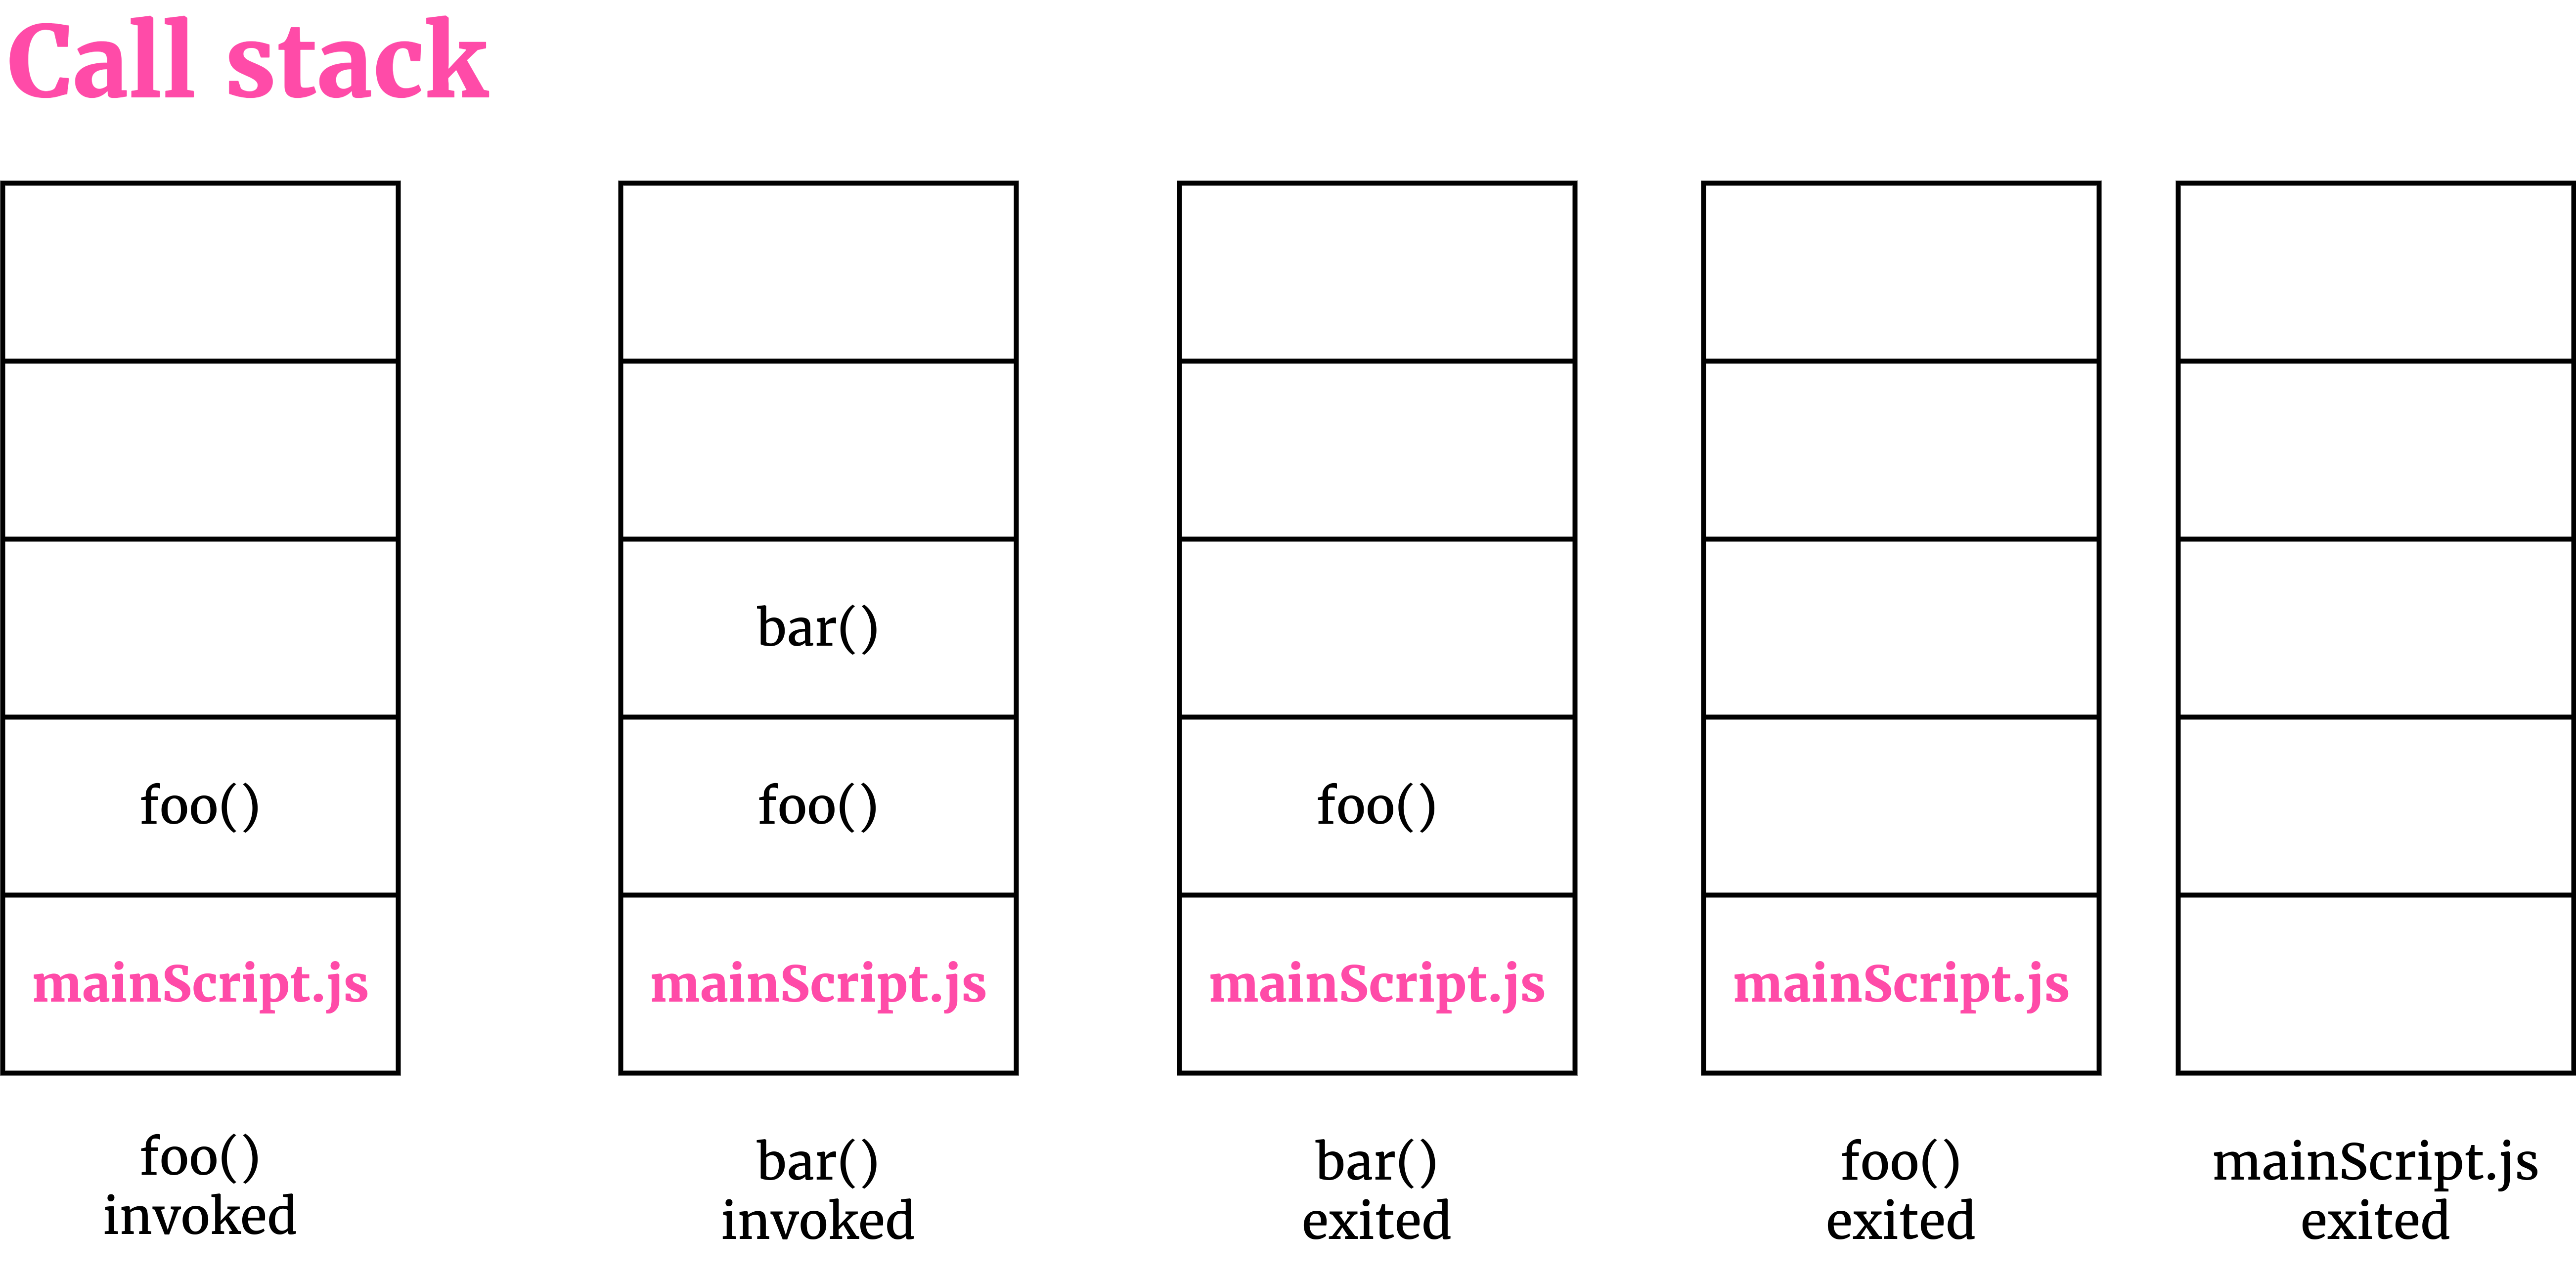 Call stack
foo()
mainScript.js
foo()
invoked
bar()
foo()
mainScript.js
bar()
invoked
foo()
mainScript.js
bar()
exited
mainScript.js
foo()
exited
mainScript.js
exited